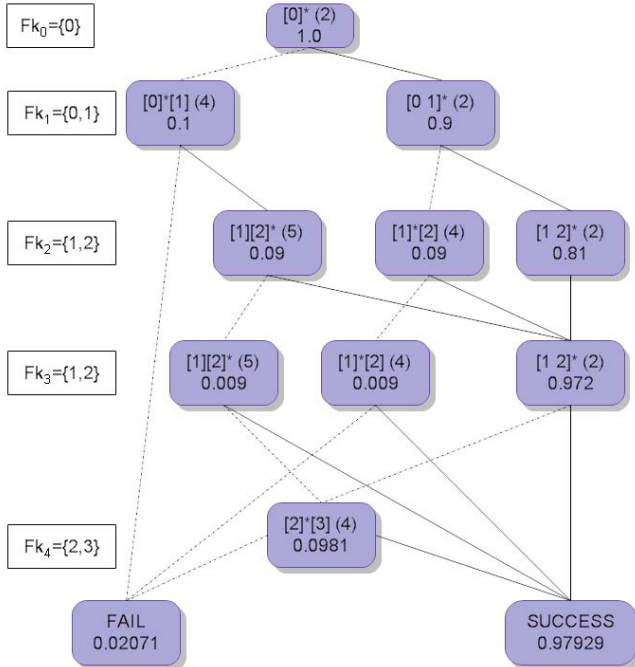 Fk₀={0}
[0]* (2)
1.0
Fk₁={0,1}
[0]*[1] (4)
0.1
[0 1]* (2)
0.9
Fk₂={1,2}
[1][2]* (5)
0.09
[1]*[2] (4)
0.09
[1 2]* (2)
0.81
Fk₃={1,2}
[1][2]* (5)
0.009
[1]*[2] (4)
0.009
[1 2]* (2)
0.972
Fk₄={2,3}
[2]*[3] (4)
0.0981
FAIL
0.02071
SUCCESS
0.97929